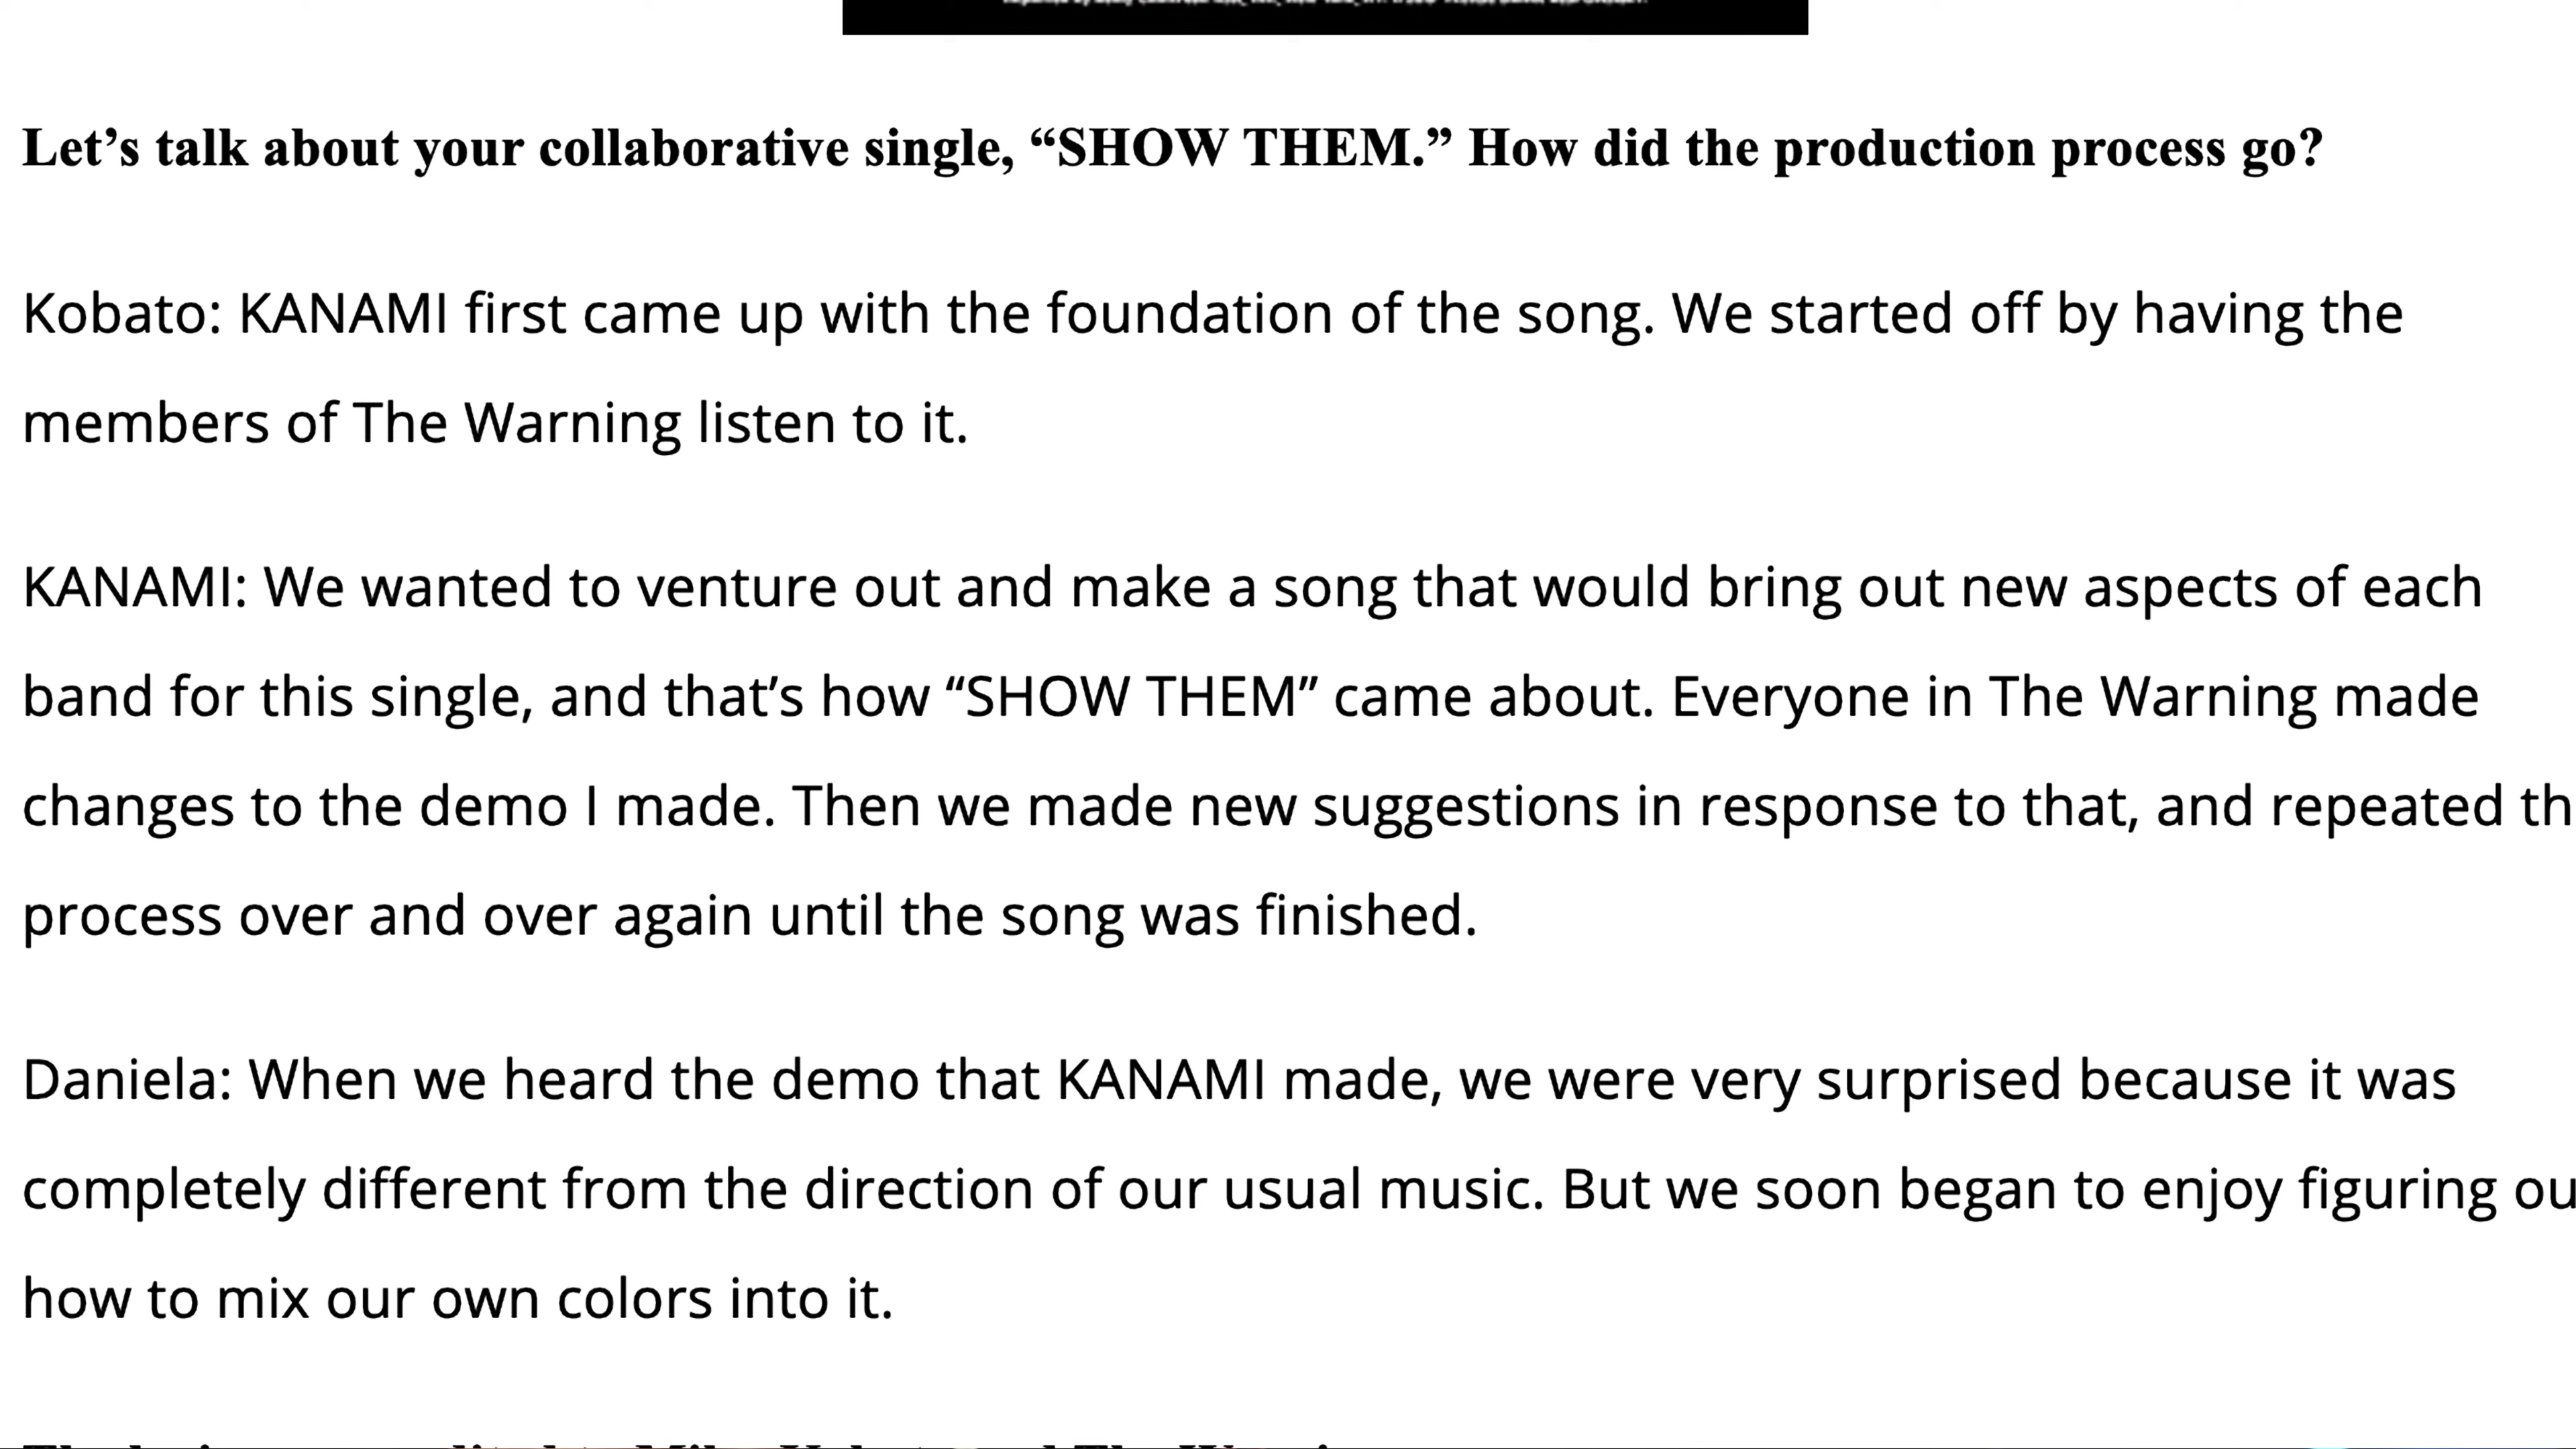 Let’s talk about your collaborative single, “SHOW THEM.” How did the production process go?
Kobato: KANAMI first came up with the foundation of the song. We started off by having the
members of The Warning listen to it.
KANAMI: We wanted to venture out and make a song that would bring out new aspects of each
band for this single, and that’s how “SHOW THEM” came about. Everyone in The Warning made
changes to the demo I made. Then we made new suggestions in response to that, and repeated th
process over and over again until the song was finished.
Daniela: When we heard the demo that KANAMI made, we were very surprised because it was
completely different from the direction of our usual music. But we soon began to enjoy figuring ou
how to mix our own colors into it.